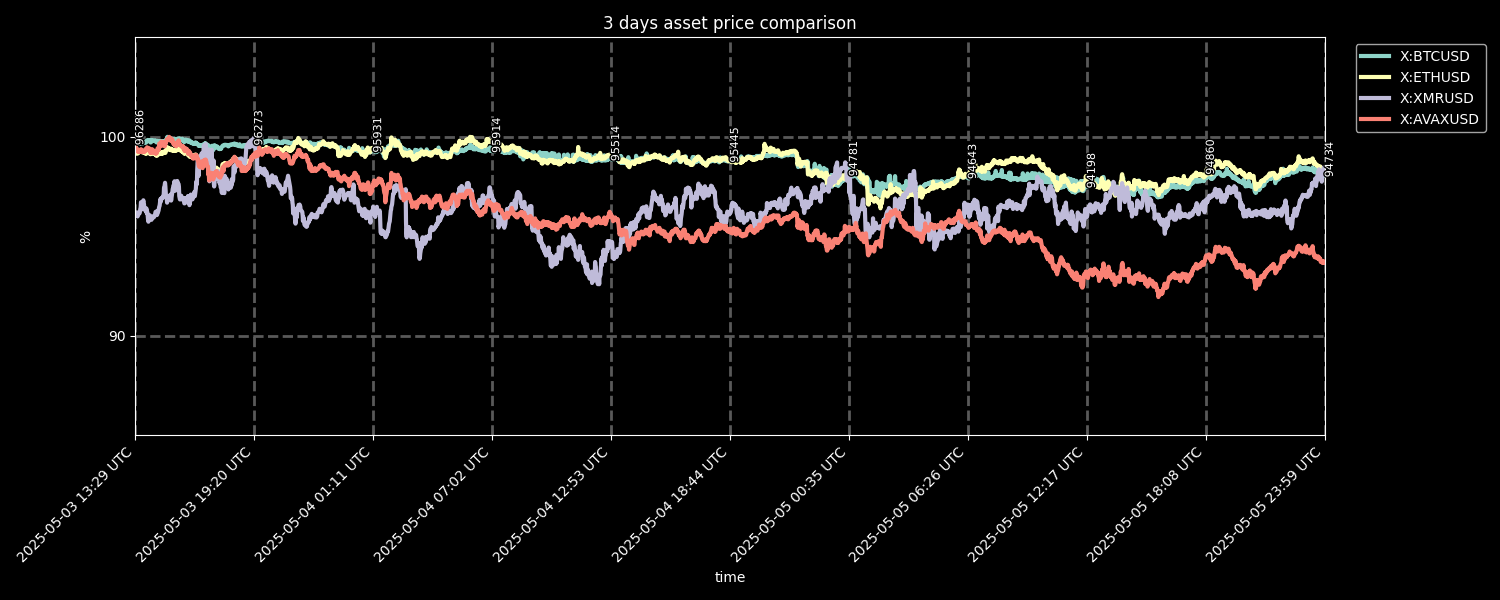 3 days asset price comparison
X:BTCUSD
X:ETHUSD
X:XMRUSD
X:AVAXUSD
100
90
%
96286
96273
95931
95914
95514
95445
94781
94643
94198
94860
94734
2025-05-03 13:29 UTC
2025-05-03 19:20 UTC
2025-05-04 01:11 UTC
2025-05-04 07:02 UTC
2025-05-04 12:53 UTC
2025-05-04 18:44 UTC
2025-05-05 00:35 UTC
2025-05-05 06:26 UTC
2025-05-05 12:17 UTC
2025-05-05 18:08 UTC
2025-05-05 23:59 UTC
time